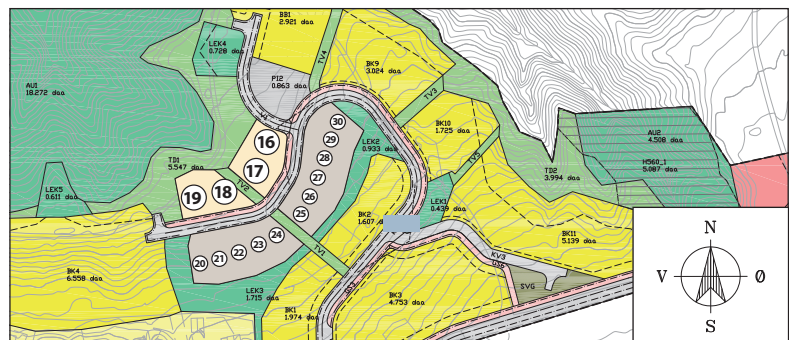 BB1
2.921 daa
LEK4
0.728 daa
TV4
BK9
3.024 daa
AU1
18.272 daa
PI2
0.863 daa
TV3
V4
30
BK10
1.725 daa
AU2
4.508 daa
16
29
LEK2
0.933 daa
28
TD1
5.547 daa
17
TV3
TD2
3.994 daa
H560_1
5.087 daa
27
TV2
LEK5
0.611 daa
19
18
26
LEK1
0.439 daa
25
BK2
1.607 daa
N
24
TV1
BK11
5.139 daa
23
22
21
20
KV3
GS6
BK4
6.558 daa
V
Ø
LEK3
1.715 daa
GS3
BK3
4.753 daa
SVG
BK1
1.974 daa
S